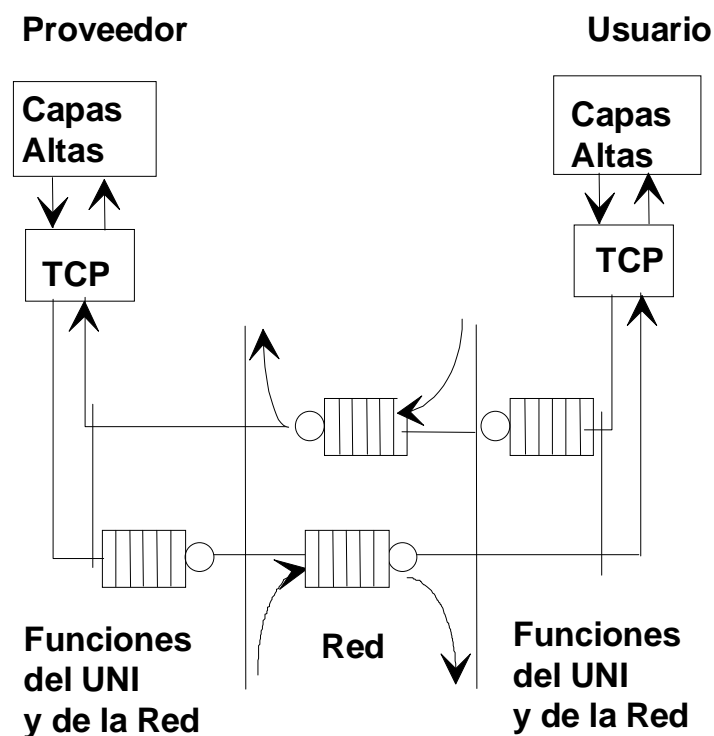 Proveedor
Usuario
Capas
Altas
Capas
Altas
TCP
TCP
Funciones
del UNI
y de la Red
Red
Funciones
del UNI
y de la Red